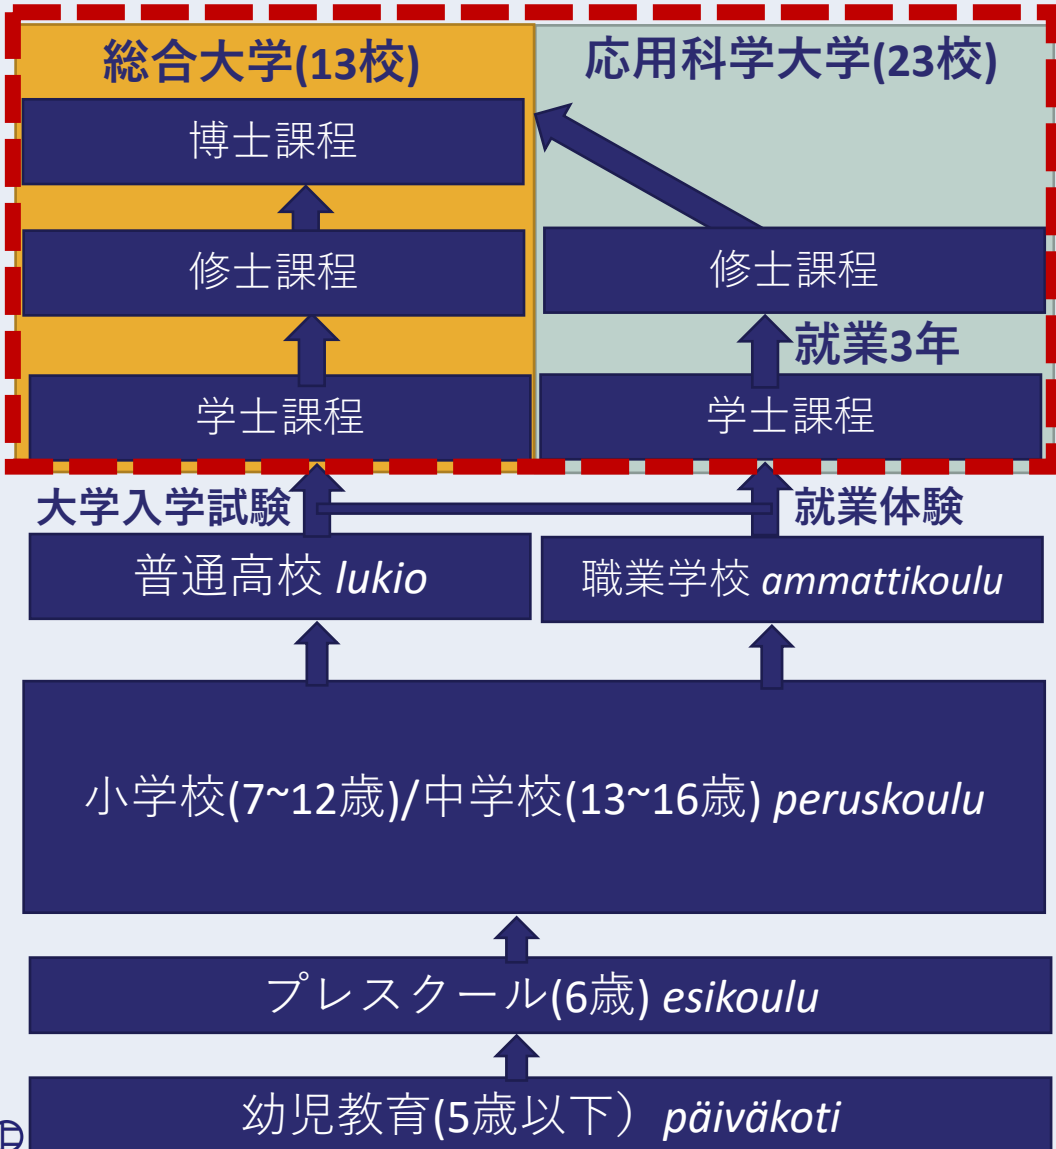 総合大学(13校)
応用科学大学(23校)
博士課程
修士課程
修士課程
就業3年
学士課程
学士課程
大学入学試験
就業体験
普通高校 lukio
職業学校 ammattikoulu
小学校(7~12歳)/中学校(13~16歳) peruskoulu
プレスクール(6歳) esikoulu
幼児教育(5歳以下） päiväkoti